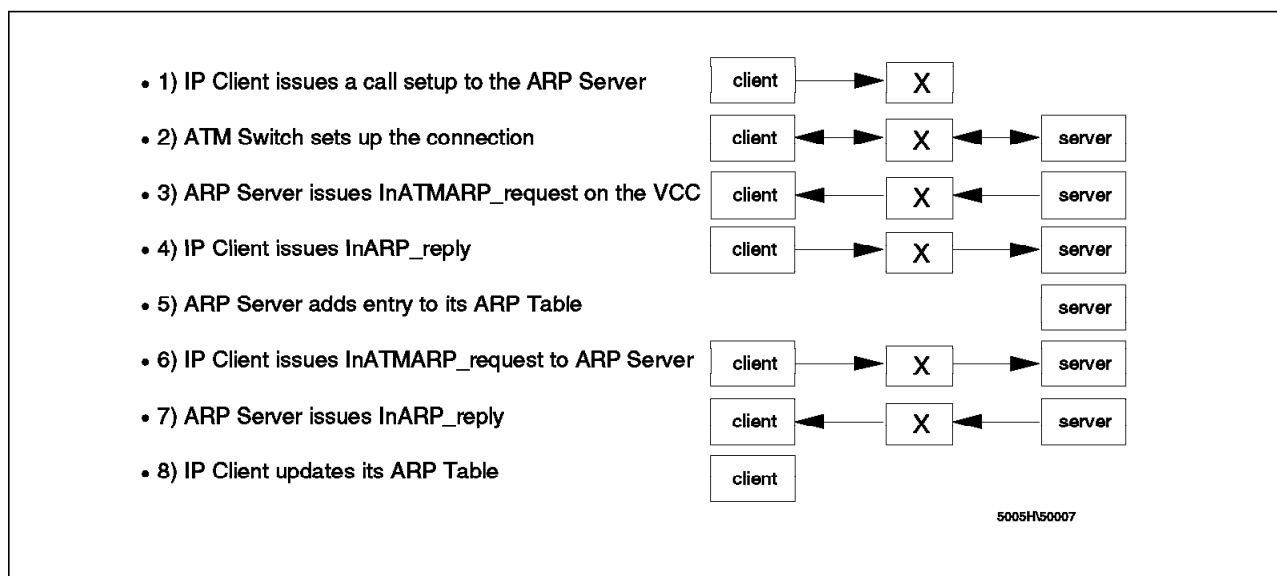 • 1) IP Client issues a call setup to the ARP Server client X
• 2) ATM Switch sets up the connection client X server
• 3) ARP Server issues InATMARP_request on the VCC client X server
• 4) IP Client issues InARP_reply client X server
• 5) ARP Server adds entry to its ARP Table server
• 6) IP Client issues InATMARP_request to ARP Server client X server
• 7) ARP Server issues InARP_reply client X server
• 8) IP Client updates its ARP Table client
5005H\50007